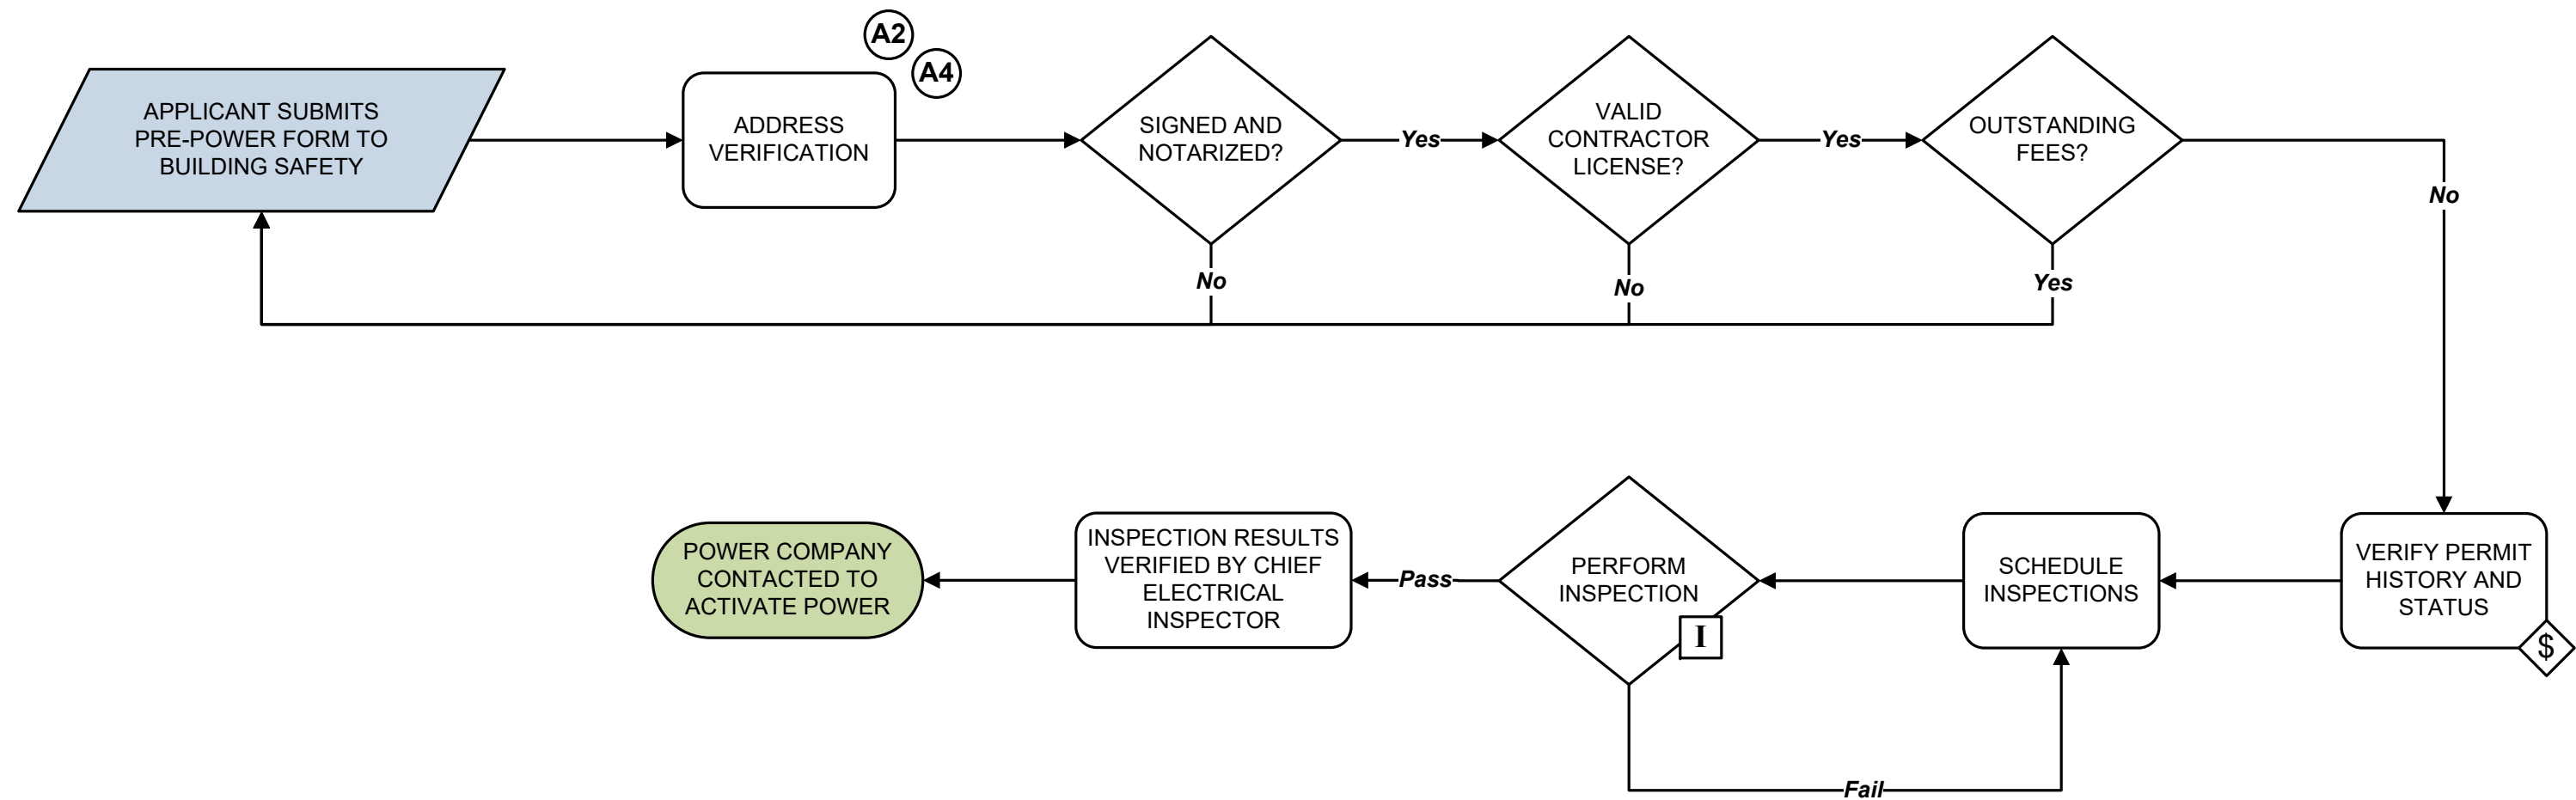 A2
A4
APPLICANT SUBMITS
PRE-POWER FORM TO
BUILDING SAFETY
ADDRESS
VERIFICATION
SIGNED AND
NOTARIZED?
Yes
VALID
CONTRACTOR
LICENSE?
Yes
OUTSTANDING
FEES?
No
No
No
Yes
VERIFY PERMIT
HISTORY AND
STATUS
$
SCHEDULE
INSPECTIONS
PERFORM
INSPECTION
I
Pass
Fail
INSPECTION RESULTS
VERIFIED BY CHIEF
ELECTRICAL
INSPECTOR
POWER COMPANY
CONTACTED TO
ACTIVATE POWER